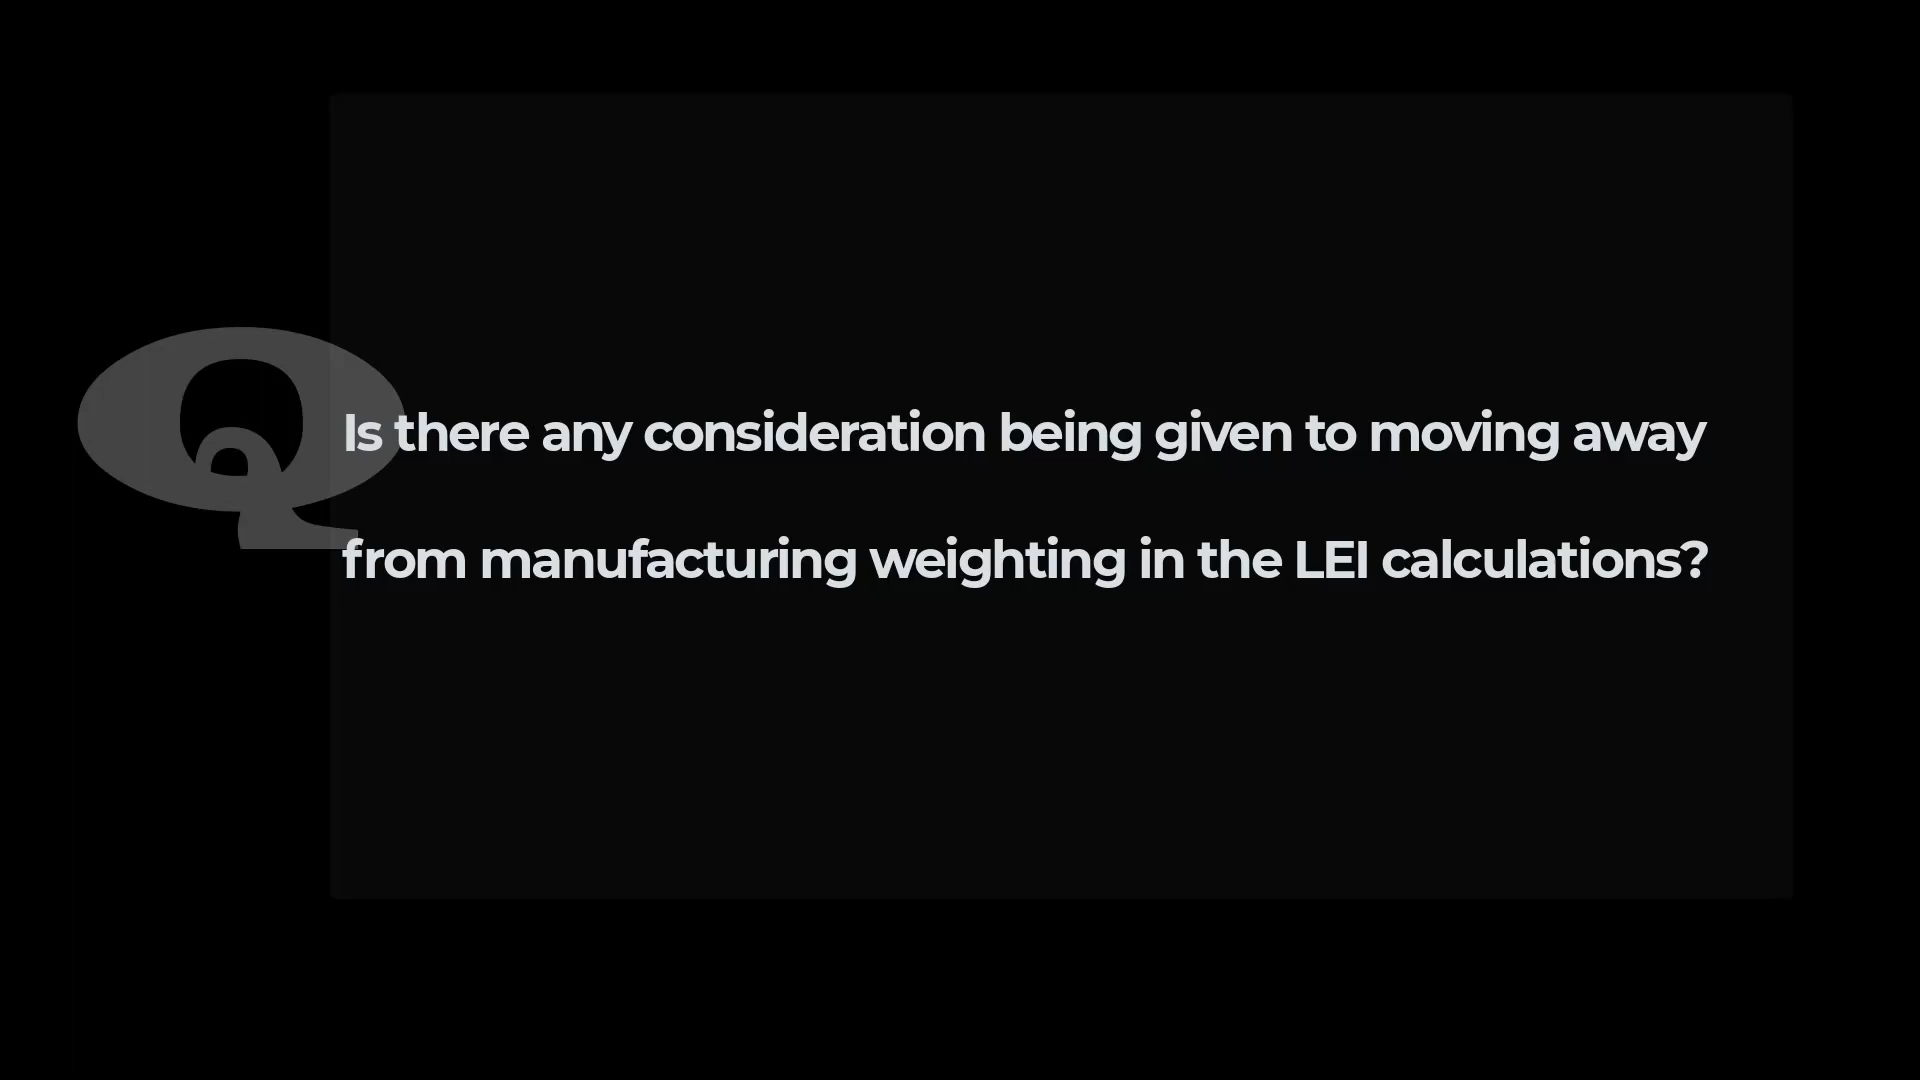 Q
Is there any consideration being given to moving away
from manufacturing weighting in the LEI calculations?